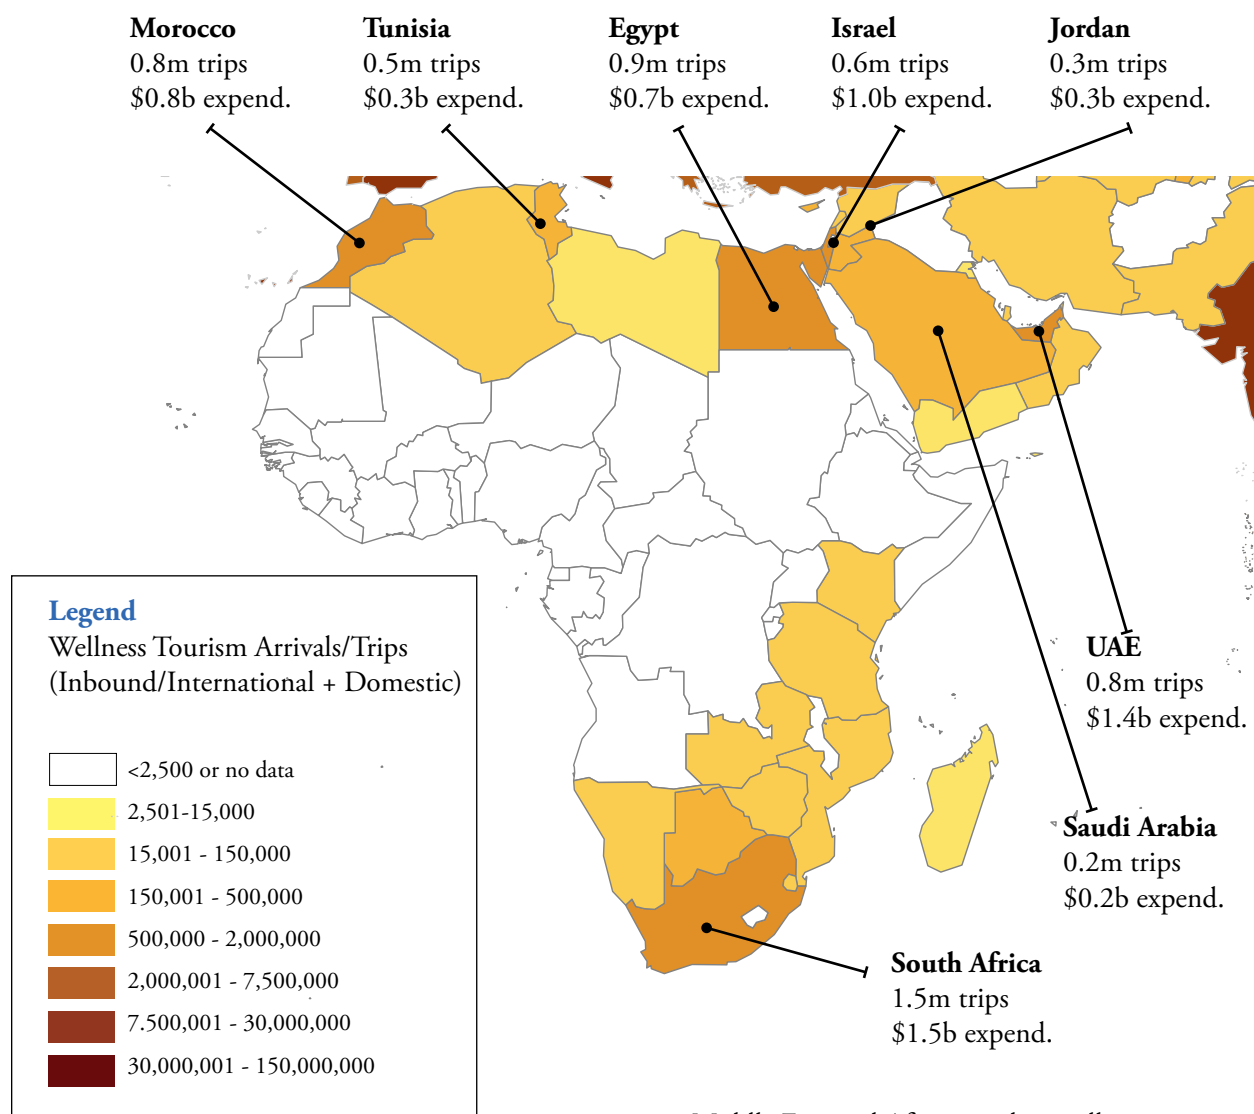 Morocco
0.8m trips
$0.8b expend.
Tunisia
0.5m trips
$0.3b expend.
Egypt
0.9m trips
$0.7b expend.
Israel
0.6m trips
$1.0b expend.
Jordan
0.3m trips
$0.3b expend.
UAE
0.8m trips
$1.4b expend.
Saudi Arabia
0.2m trips
$0.2b expend.
South Africa
1.5m trips
$1.5b expend.
Legend
Wellness Tourism Arrivals/Trips
(Inbound/International + Domestic)
<2,500 or no data
2,501-15,000
15,001 - 150,000
150,001 - 500,000
500,000 - 2,000,000
2,000,001 - 7,500,000
7.500,001 - 30,000,000
30,000,001 - 150,000,000